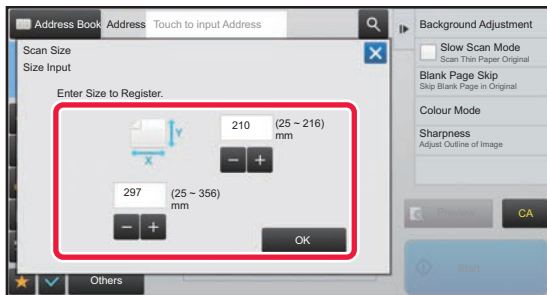 Address Book
Address
Touch to input Address
Scan Size
Size Input
Enter Size to Register.
Y
X
210
(25 ~ 216)
mm
297
(25 ~ 356)
mm
OK
Others
Background Adjustment
Slow Scan Mode
Scan Thin Paper Original
Blank Page Skip
Skip Blank Page in Original
Colour Mode
Sharpness
Adjust Outline of Image
Preview
CA
Start